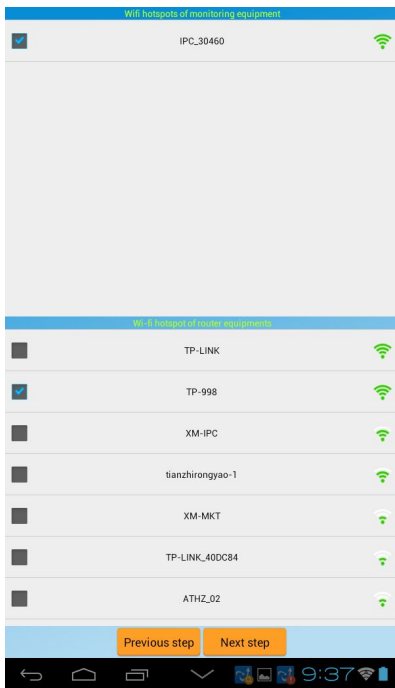 Wifi hotspots of monitoring equipment
IPC_30460
Wi-fi hotspot of router equipments
TP-LINK
TP-998
XM-IPC
tianzhirongyao-1
XM-MKT
TP-LINK_40DC84
ATHZ_02
Previous step
Next step
9:37